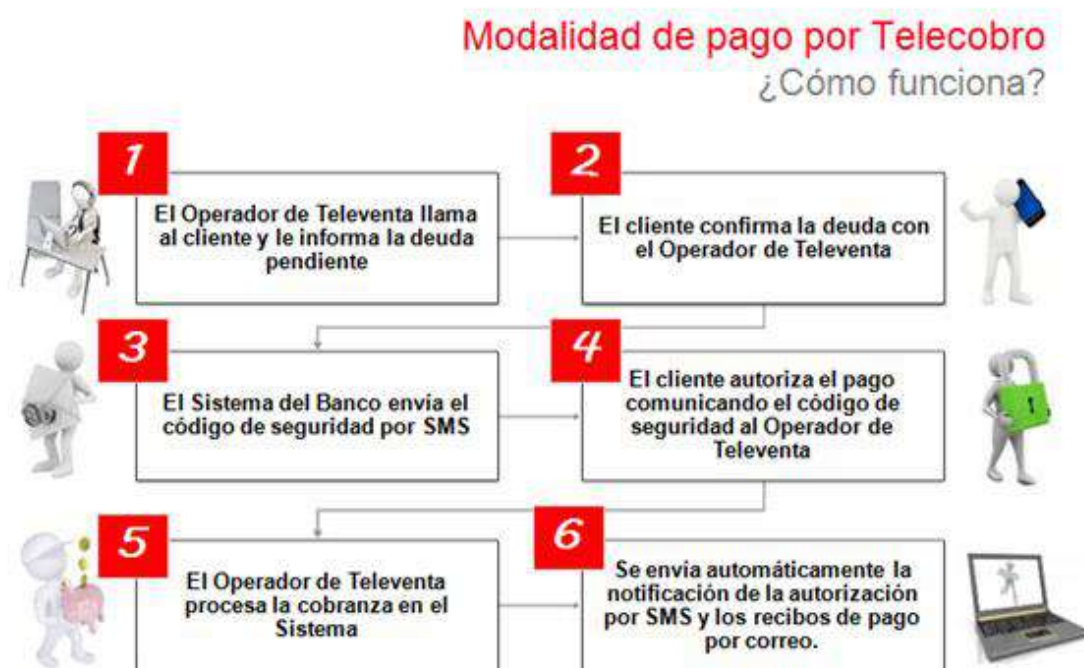 Modalidad de pago por Telecobro
¿Cómo funciona?
1
El Operador de Televenta llama
al cliente y le informa la deuda
pendiente
2
El cliente confirma la deuda con
el Operador de Televenta
3
El Sistema del Banco envía el
código de seguridad por SMS
4
El cliente autoriza el pago
comunicando el código de
seguridad al Operador de
Televenta
5
El Operador de Televenta
procesa la cobranza en el
Sistema
6
Se envia automáticamente la
notificación de la autorización
por SMS y los recibos de pago
por correo.
1